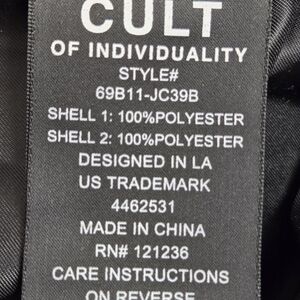 CULT
OF INDIVIDUALITY
STYLE#
69B11-JC39B
SHELL 1: 100%POLYESTER
SHELL 2: 100%POLYESTER
DESIGNED IN LA
US TRADEMARK
4462531
MADE IN CHINA
RN# 121236
CARE INSTRUCTIONS
ON REVERSE